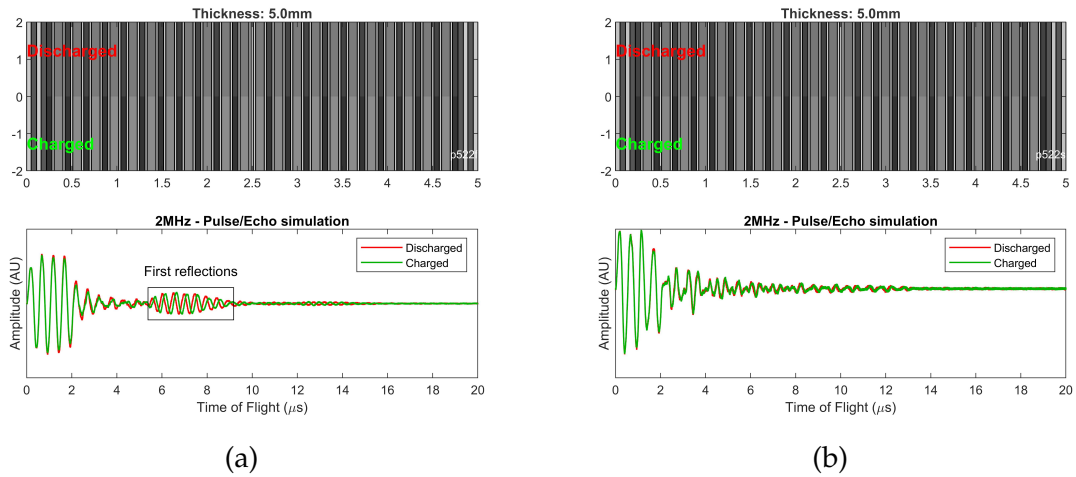 Thickness: 5.0mm
2
1
0
-1
-2
Discharged
Charged
p522s
0 0.5 1 1.5 2 2.5 3 3.5 4 4.5 5
2MHz - Pulse/Echo simulation
Amplitude (AU)
First reflections
Discharged
Charged
0 2 4 6 8 10 12 14 16 18 20
Time of Flight (μs)
(a)
Thickness: 5.0mm
2
1
0
-1
-2
Discharged
Charged
p522s
0 0.5 1 1.5 2 2.5 3 3.5 4 4.5 5
2MHz - Pulse/Echo simulation
Amplitude (AU)
Discharged
Charged
0 2 4 6 8 10 12 14 16 18 20
Time of Flight (μs)
(b)